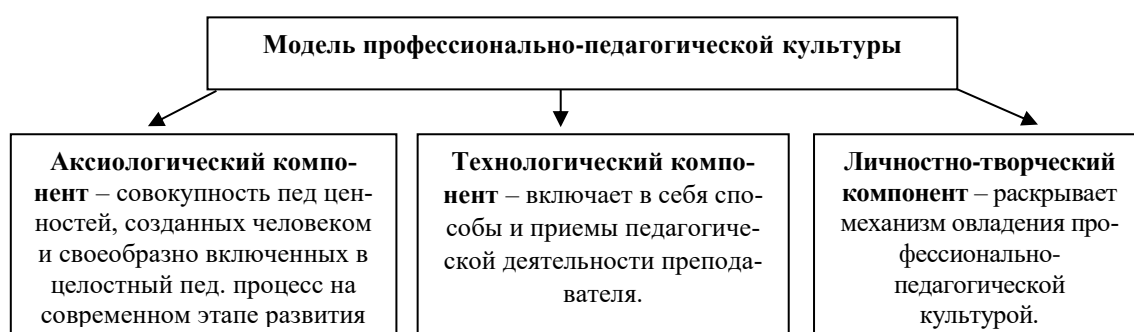 Модель профессионально-педагогической культуры
Аксиологический компо-
нент – совокупность пед цен-
ностей, созданных человеком
и своеобразно включенных в
целостный пед. процесс на
современном этапе развития
Технологический компо-
нент – включает в себя спо-
собы и приемы педагогиче-
ской деятельности препода-
вателя.
Личностно-творческий
компонент – раскрывает
механизм овладения про-
фессионально-
педагогической
культурой.